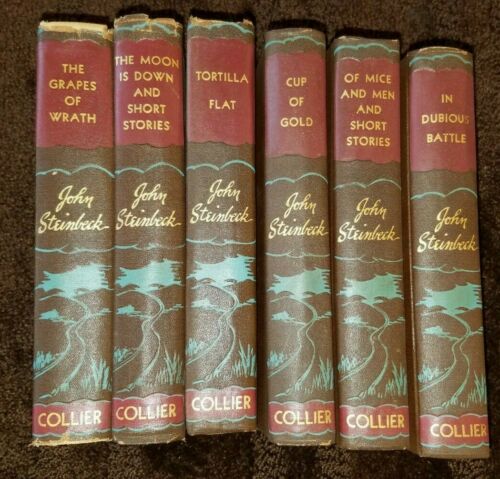 THE
GRAPES
OF
WRATH
John
Steinbeck
COLLIER
THE MOON
IS DOWN
AND
SHORT
STORIES
John
Steinbeck
COLLIER
TORTILLA
FLAT
John
Steinbeck
COLLIER
CUP
OF
GOLD
John
Steinbeck
COLLIER
OF MICE
AND MEN
AND
SHORT
STORIES
John
Steinbeck
COLLIER
IN
DUBIOUS
BATTLE
John
Steinbeck
COLLIER